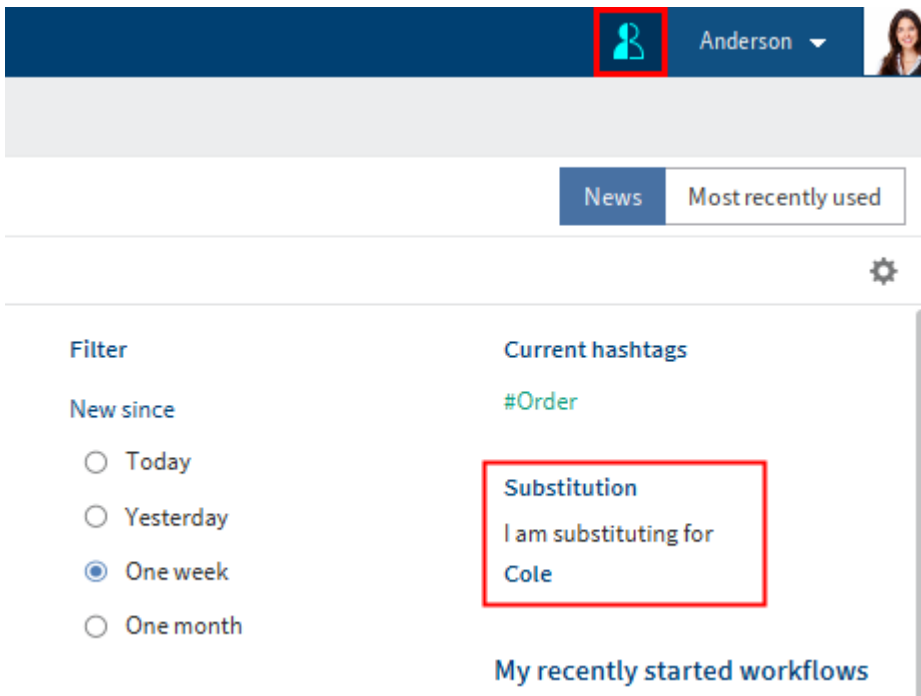 Anderson
News
Most recently used
Filter
New since
Today
Yesterday
One week
One month
Current hashtags
#Order
Substitution
I am substituting for
Cole
My recently started workflows